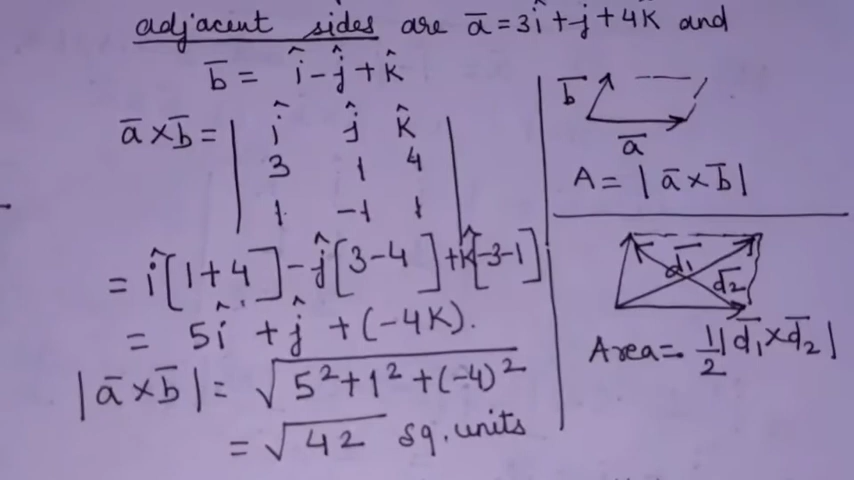 adjacent sides are a̅ = 3î + ĵ + 4k̂ and
b̅ = î - ĵ + k̂
a̅ × b̅ = | î ĵ k̂ |
3 1 4
1 -1 1
= î[1+4] - ĵ[3-4] + k̂[-3-1]
= 5î + ĵ + (-4k).
|a̅ × b̅| = √5² + 1² + (-4)²
= √42 sq. units
b̅
a̅
A = |a̅ × b̅|
d̅₁
d̅₂
Area = 1/2 |d̅₁ × d̅₂|